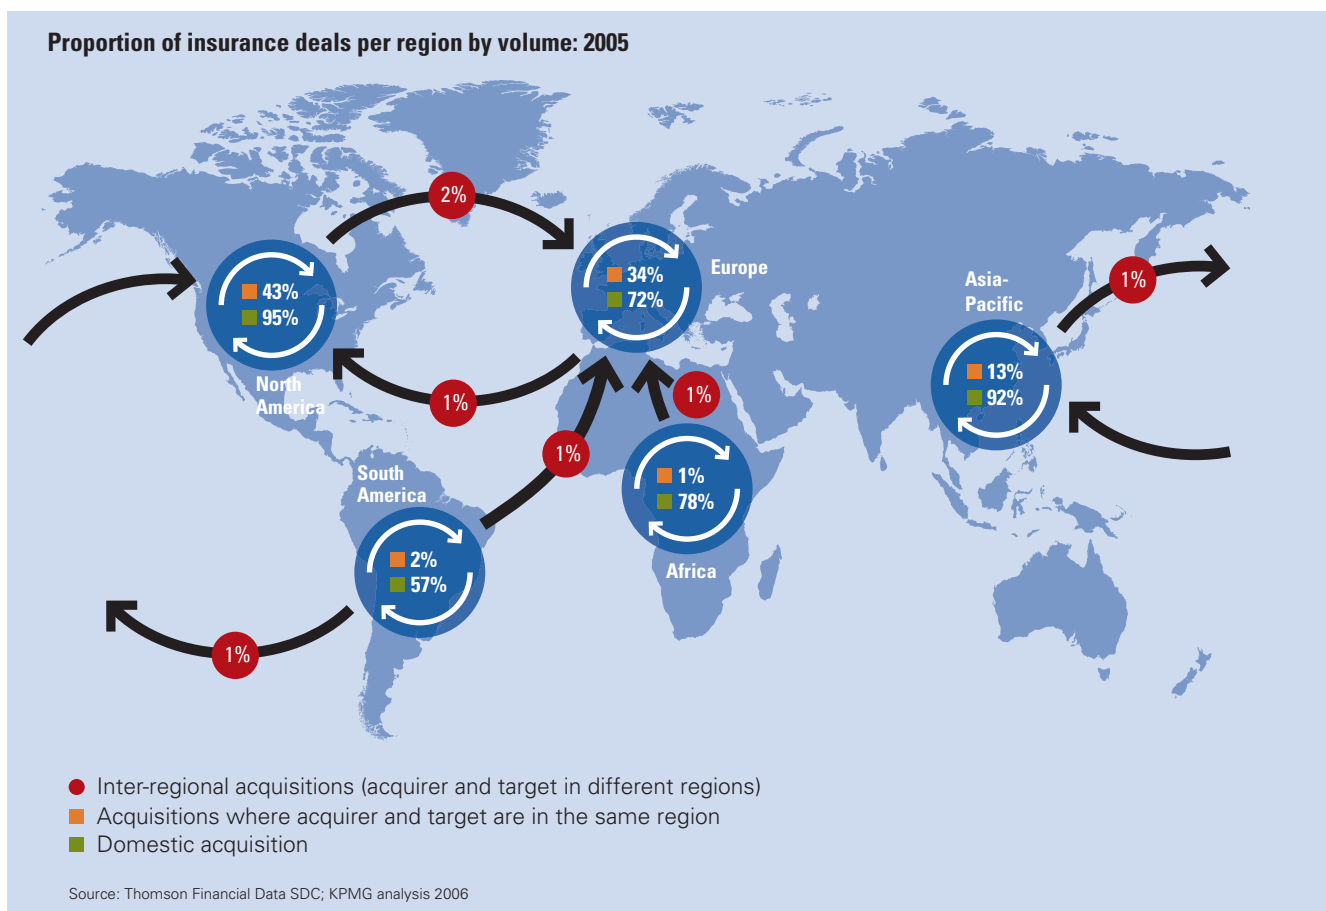 Proportion of insurance deals per region by volume: 2005
2%
Europe
34%
72%
Asia-
Pacific
1%
43%
95%
North
America
1%
1%
13%
92%
1%
South
America
1%
78%
Africa
2%
57%
1%
Inter-regional acquisitions (acquirer and target in different regions)
Acquisitions where acquirer and target are in the same region
Domestic acquisition
Source: Thomson Financial Data SDC; KPMG analysis 2006